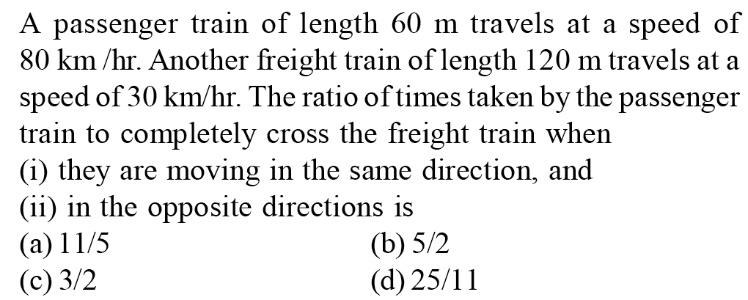 A passenger train of length 60 m travels at a speed of
80 km /hr. Another freight train of length 120 m travels at a
speed of 30 km/hr. The ratio of times taken by the passenger
train to completely cross the freight train when
(i) they are moving in the same direction, and
(ii) in the opposite directions is
(a) 11/5 (b) 5/2
(c) 3/2 (d) 25/11